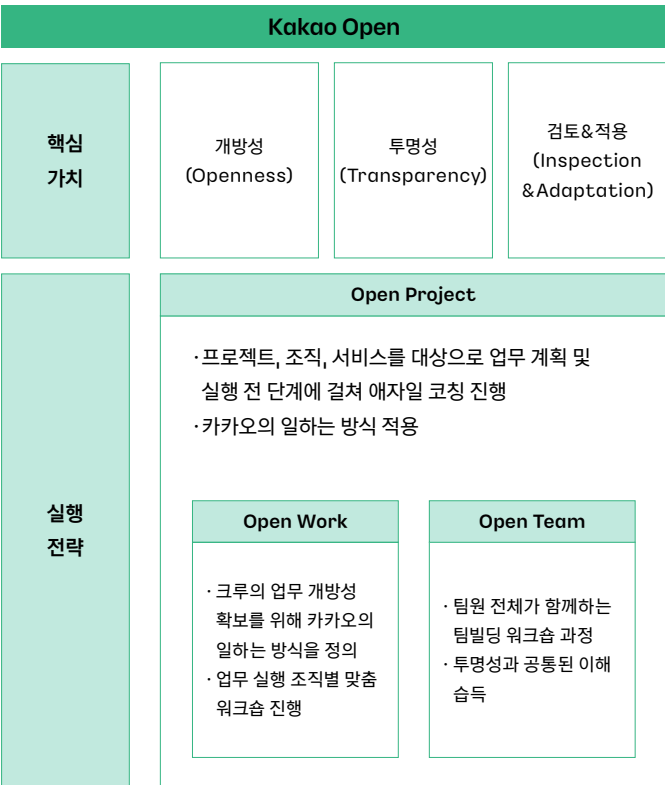 Kakao Open
핵심
가치
개방성
(Openness)
투명성
(Transparency)
검토&적용
(Inspection
&Adaptation)
실행
전략
Open Project
·프로젝트, 조직, 서비스를 대상으로 업무 계획 및
실행 전 단계에 걸쳐 애자일 코칭 진행
·카카오의 일하는 방식 적용
Open Work
· 크루의 업무 개방성
확보를 위해 카카오의
일하는 방식을 정의
· 업무 실행 조직별 맞춤
워크숍 진행
Open Team
· 팀원 전체가 함께하는
팀빌딩 워크숍 과정
· 투명성과 공통된 이해
습득